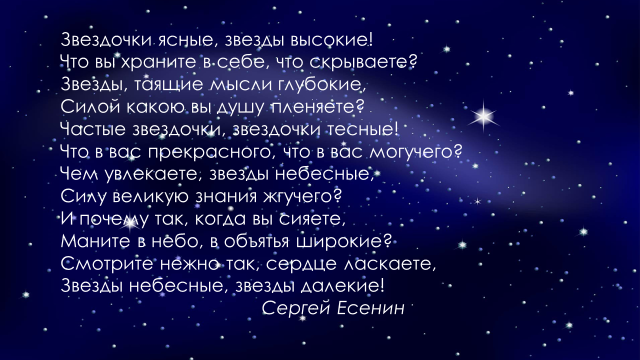 Звездочки ясные, звезды высокие!
Что вы храните в себе, что скрываете?
Звезды, таящие мысли глубокие,
Силой какою вы душу пленяете?
Частые звездочки, звездочки тесные!
Что в вас прекрасного, что в вас могучего?
Чем увлекаете, звезды небесные,
Силу великую знания жгучего?
И почему так, когда вы сияете,
Маните в небо, в объятья широкие?
Смотрите нежно так, сердце ласкаете,
Звезды небесные, звезды далекие!
Сергей Есенин